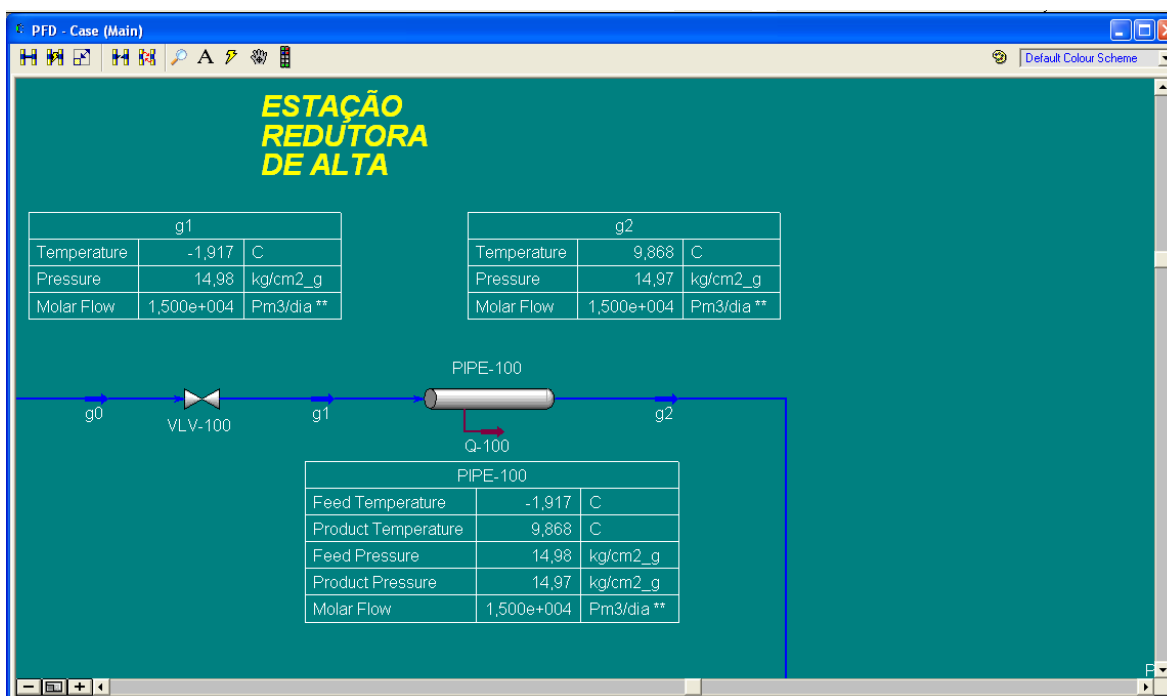 PFD - Case (Main)
A
Default Colour Scheme
ESTAÇÃO
REDUTORA
DE ALTA
g1
Temperature -1,917 C
Pressure 14,98 kg/cm2_g
Molar Flow 1,500e+004 Pm3/dia **
g2
Temperature 9,868 C
Pressure 14,97 kg/cm2_g
Molar Flow 1,500e+004 Pm3/dia **
PIPE-100
g0
VLV-100
g1
g2
Q-100
PIPE-100
Feed Temperature -1,917 C
Product Temperature 9,868 C
Feed Pressure 14,98 kg/cm2_g
Product Pressure 14,97 kg/cm2_g
Molar Flow 1,500e+004 Pm3/dia **
P